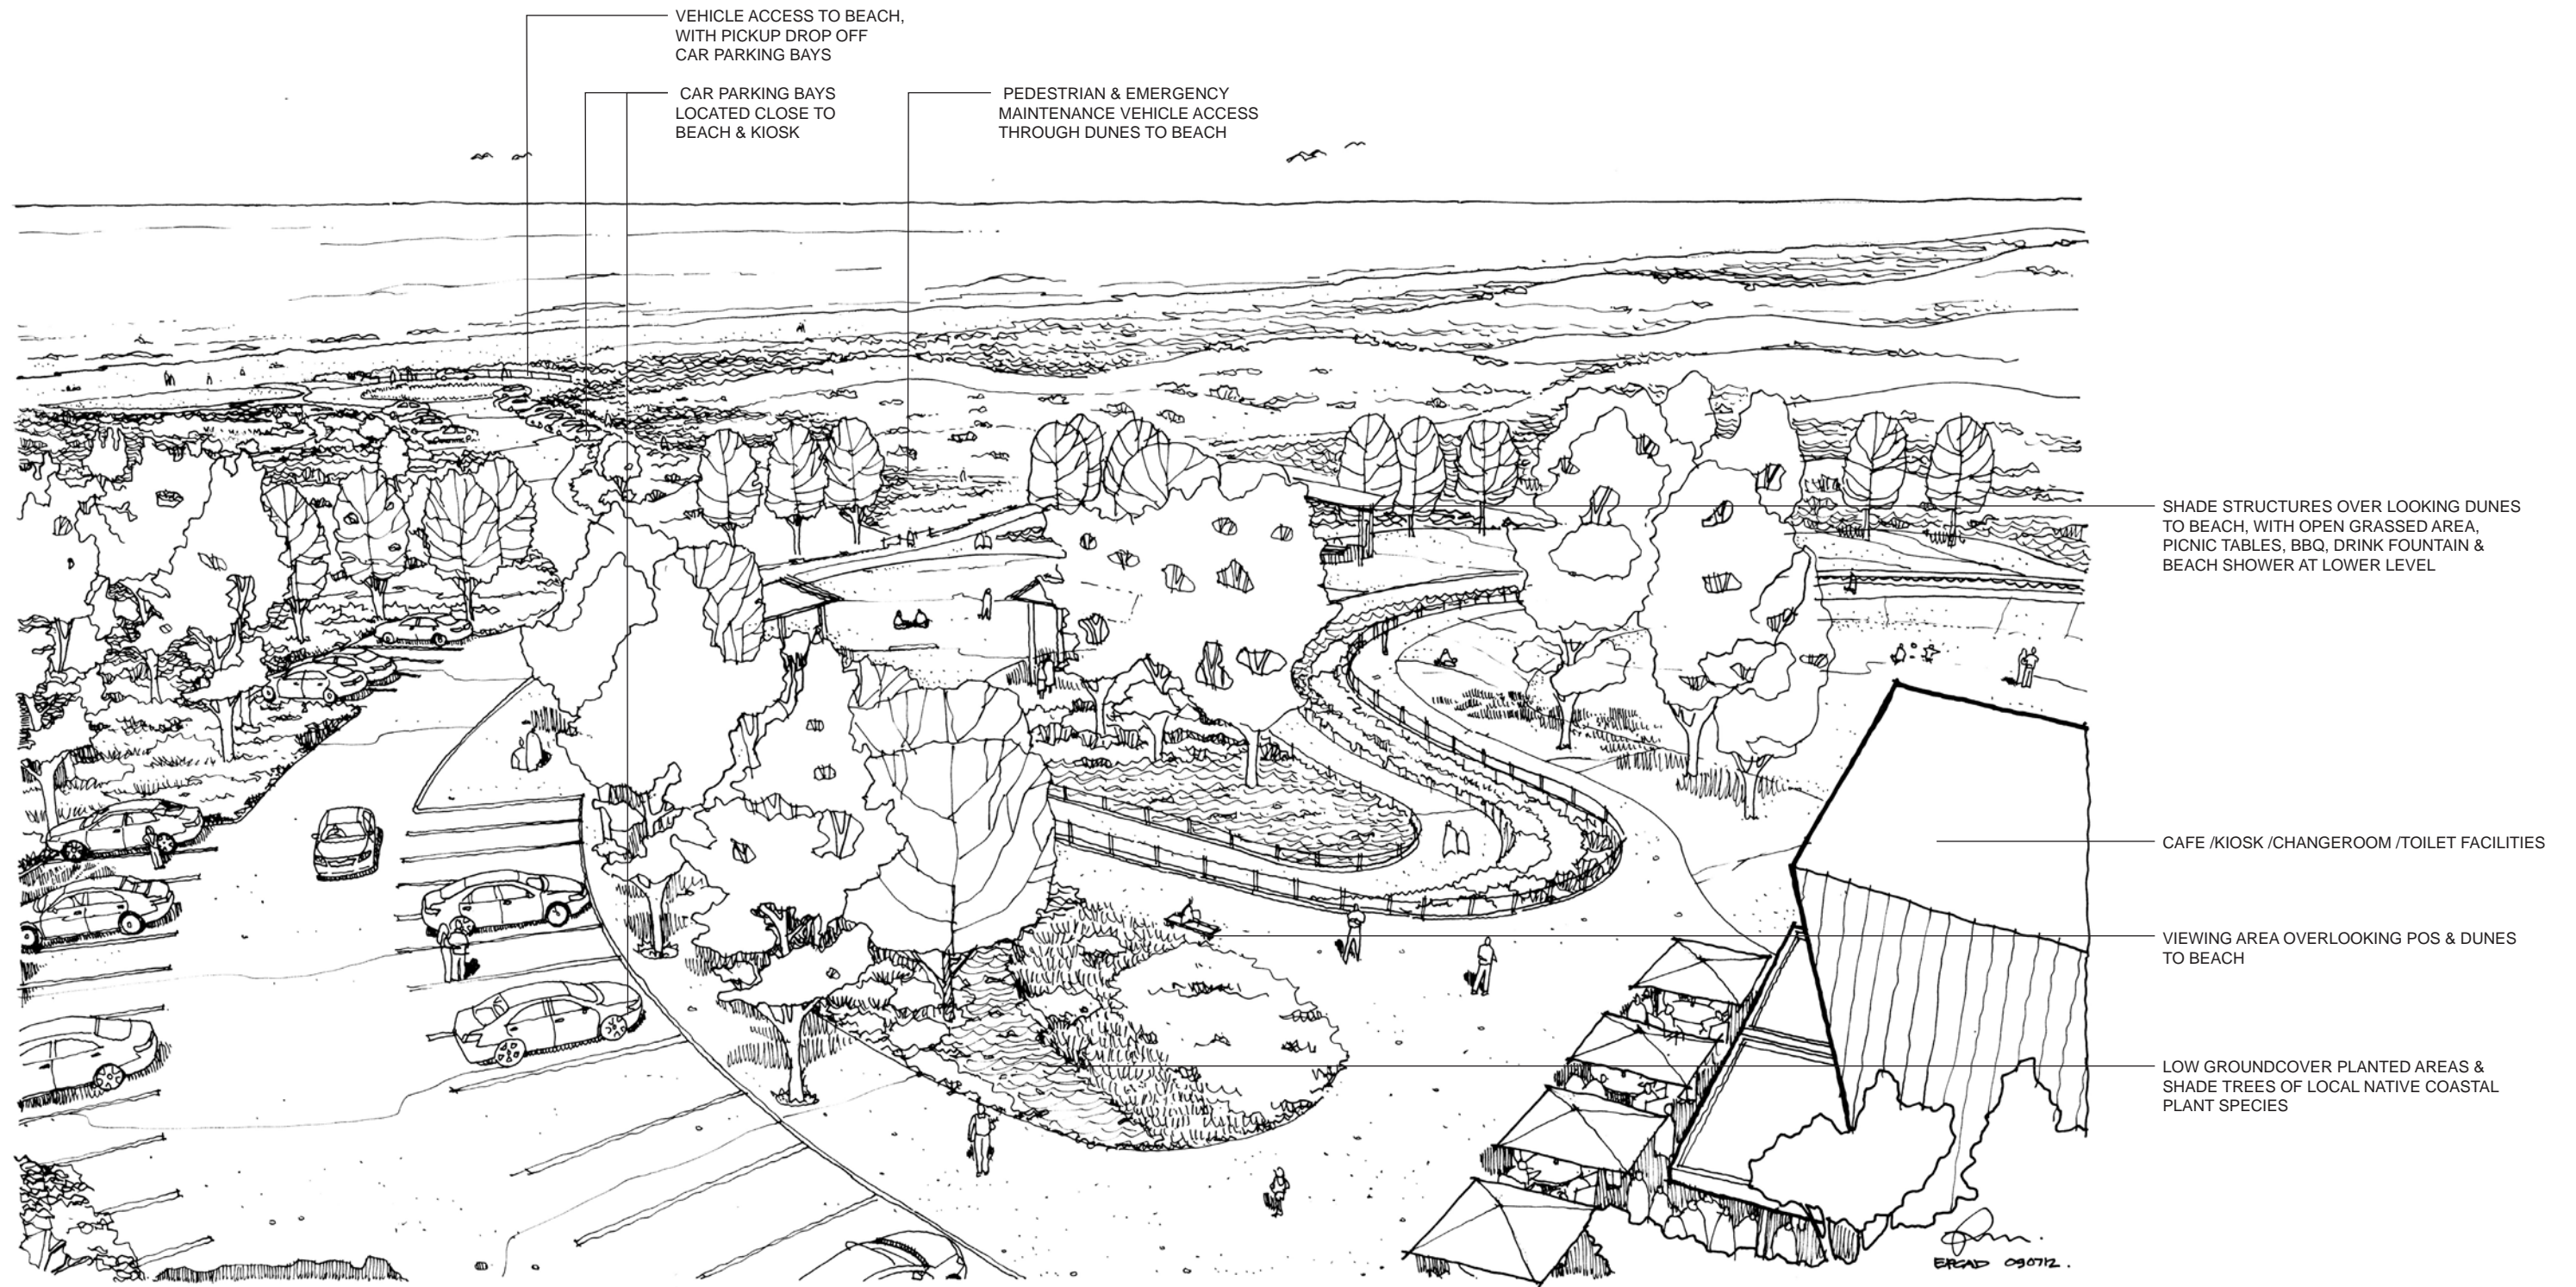 VEHICLE ACCESS TO BEACH,
WITH PICKUP DROP OFF
CAR PARKING BAYS
CAR PARKING BAYS
LOCATED CLOSE TO
BEACH & KIOSK
PEDESTRIAN & EMERGENCY
MAINTENANCE VEHICLE ACCESS
THROUGH DUNES TO BEACH
SHADE STRUCTURES OVER LOOKING DUNES
TO BEACH, WITH OPEN GRASSED AREA,
PICNIC TABLES, BBQ, DRINK FOUNTAIN &
BEACH SHOWER AT LOWER LEVEL
CAFE /KIOSK /CHANGEROOM /TOILET FACILITIES
VIEWING AREA OVERLOOKING POS & DUNES
TO BEACH
LOW GROUNDCOVER PLANTED AREAS &
SHADE TREES OF LOCAL NATIVE COASTAL
PLANT SPECIES
EPCAD 090712.